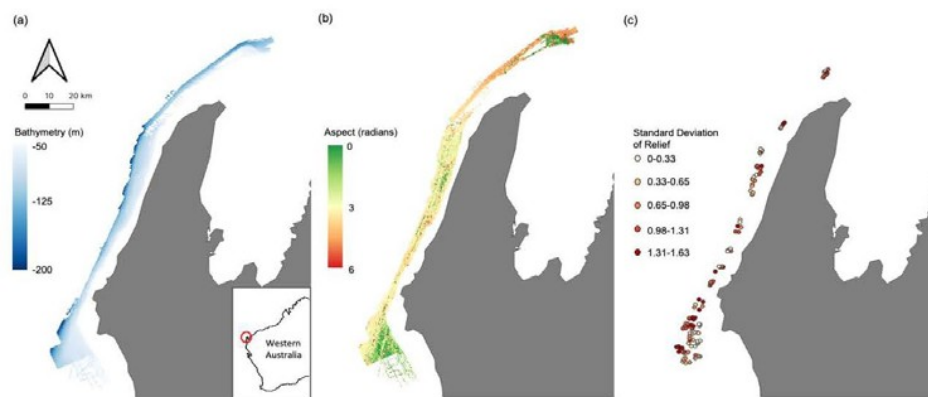 (a)
0 10 20 km
Bathymetry (m)
-50
-125
-200
Western
Australia
(b)
Aspect (radians)
0
3
6
(c)
Standard Deviation
of Relief
0-0.33
0.33-0.65
0.65-0.98
0.98-1.31
1.31-1.63